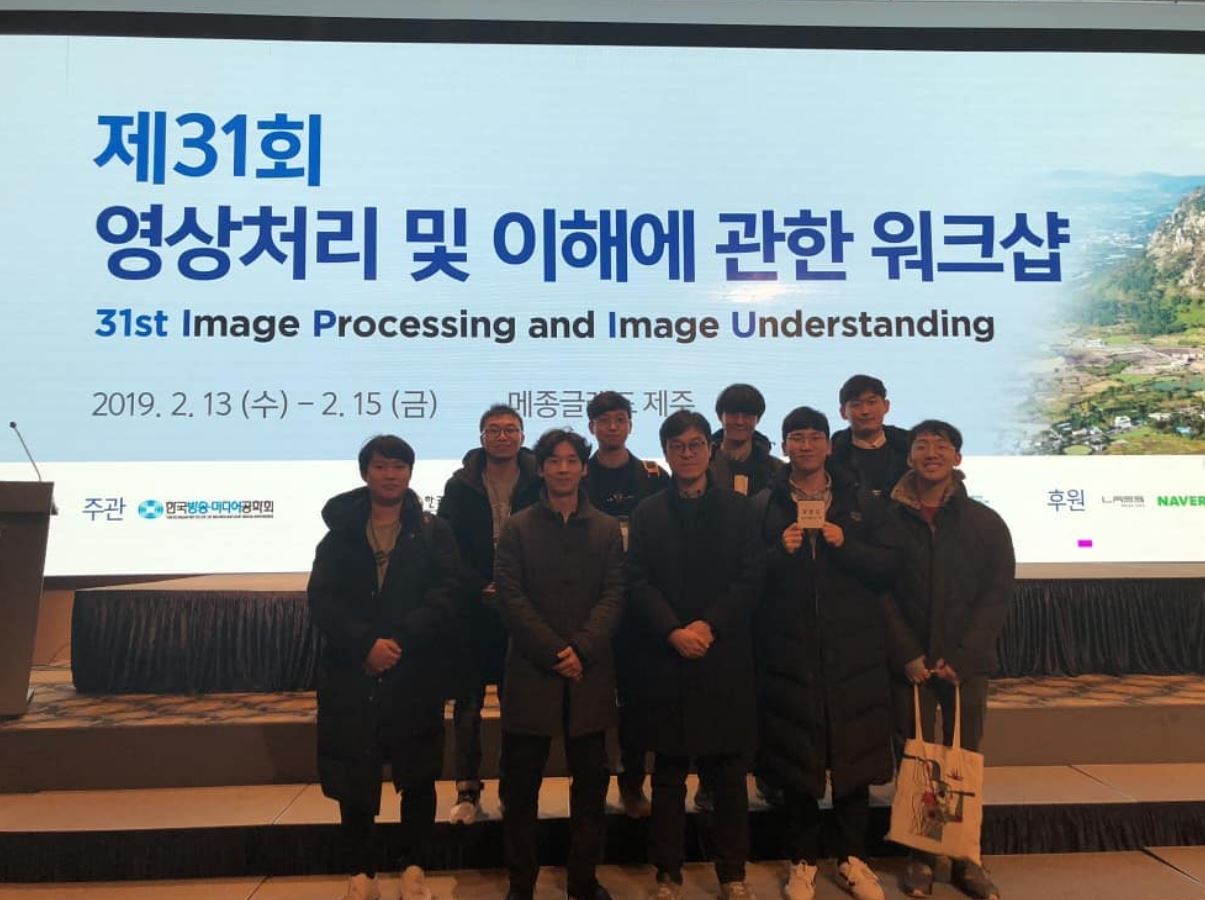 제31회
영상처리 및 이해에 관한 워크샵
31st Image Processing and Image Understanding
2019. 2. 13 (수) – 2. 15 (금) 제주
주관 한국방송·미디어공학회
후원 NAVER